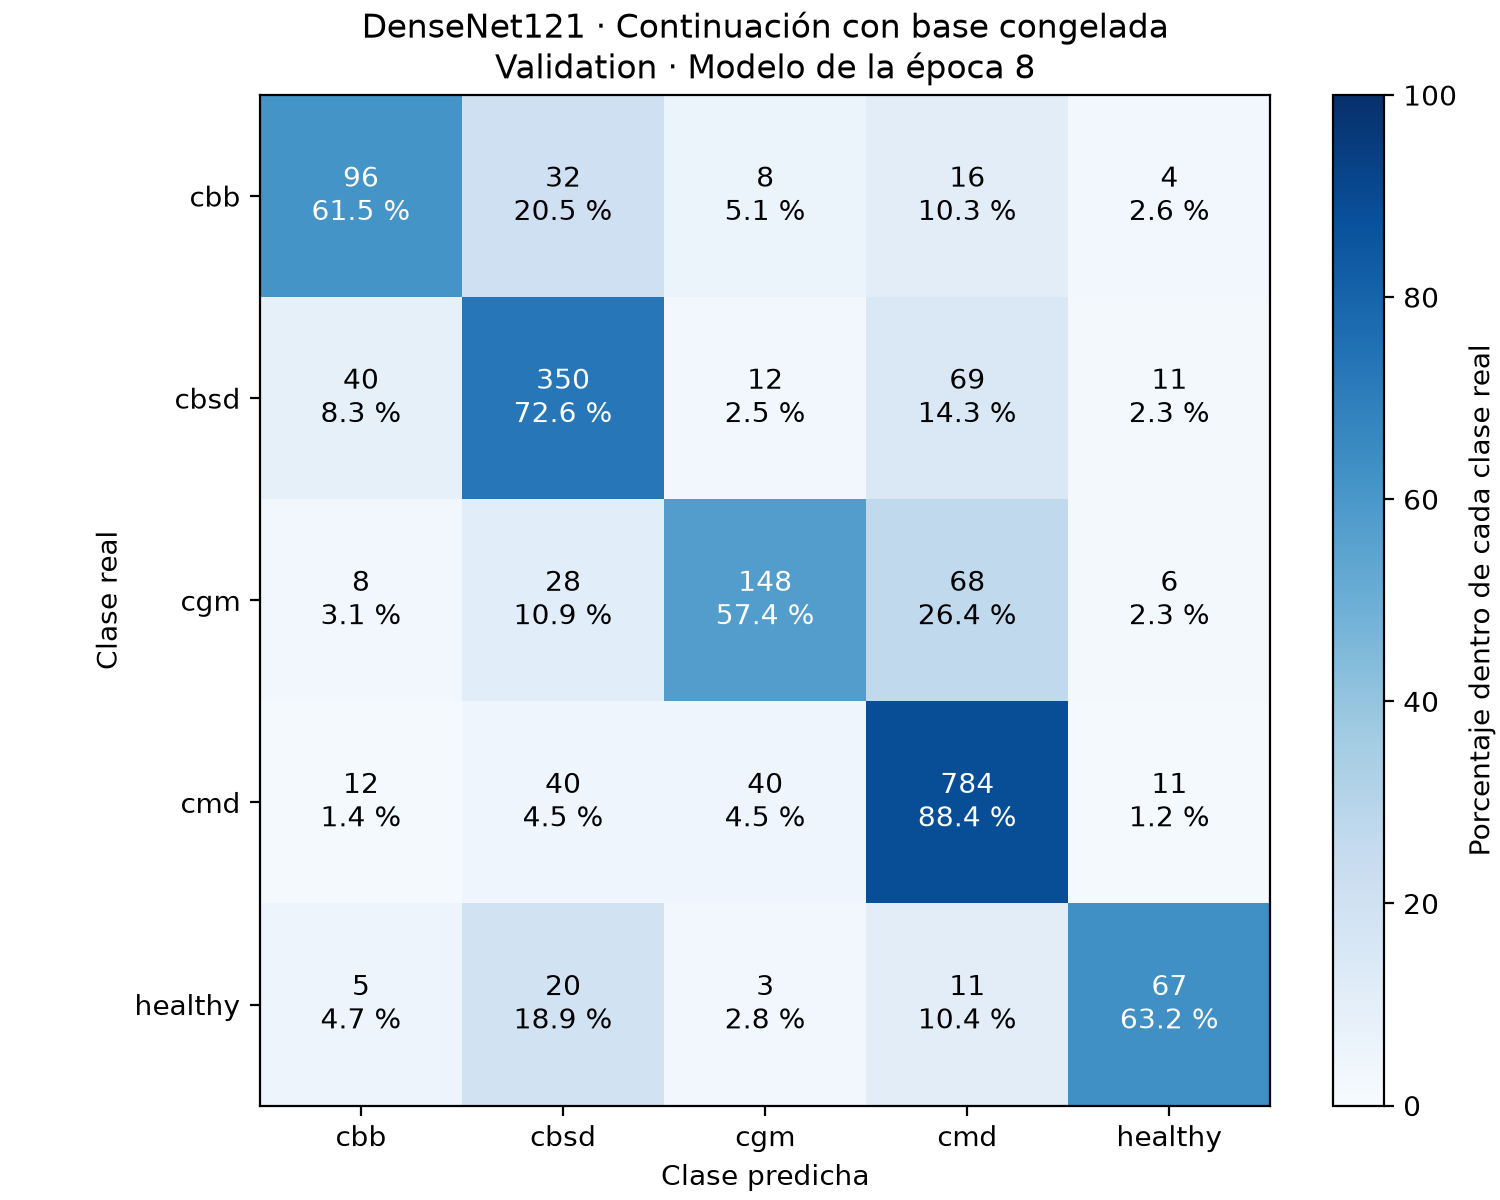 DenseNet121 · Continuación con base congelada
Validation · Modelo de la época 8
Clase real
cbb
96 32 8 16 4
61.5 % 20.5 % 5.1 % 10.3 % 2.6 %
cbsd
40 350 12 69 11
8.3 % 72.6 % 2.5 % 14.3 % 2.3 %
cgm
8 28 148 68 6
3.1 % 10.9 % 57.4 % 26.4 % 2.3 %
cmd
12 40 40 784 11
1.4 % 4.5 % 4.5 % 88.4 % 1.2 %
healthy
5 20 3 11 67
4.7 % 18.9 % 2.8 % 10.4 % 63.2 %
cbb cbsd cgm cmd healthy
Clase predicha
100
80
60
40
20
0
Porcentaje dentro de cada clase real